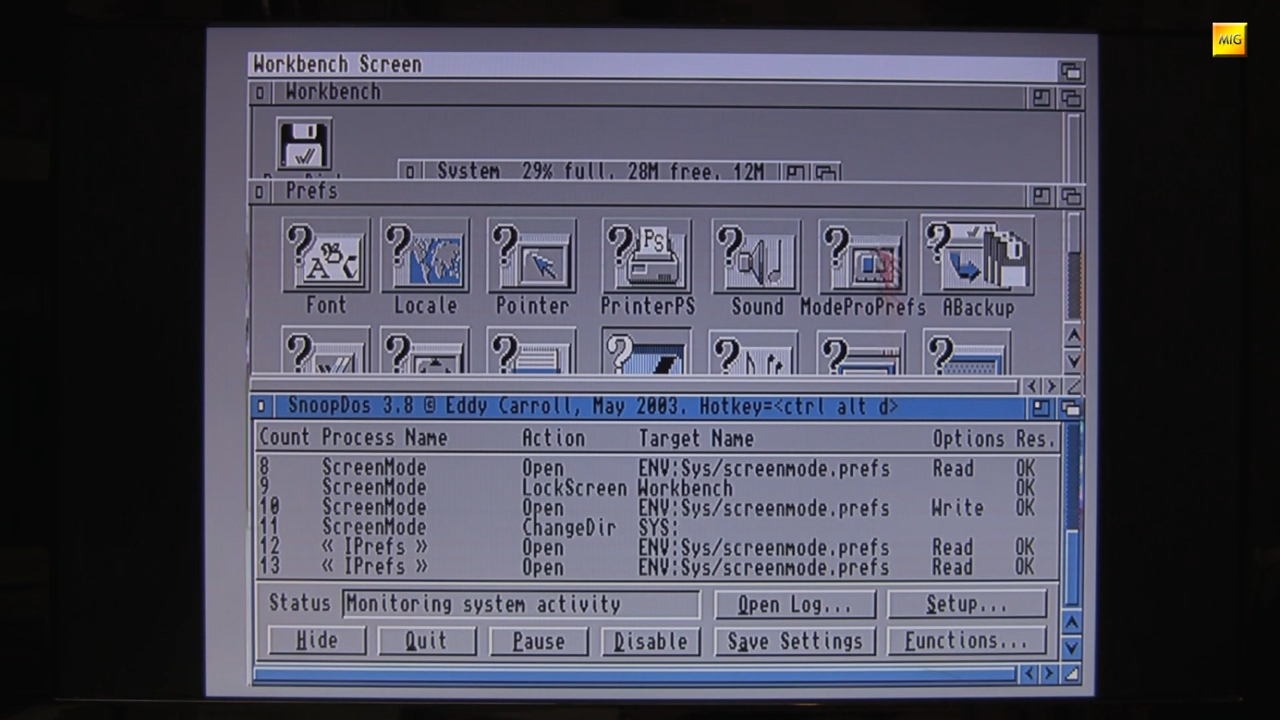 MIG
Workbench Screen
Workbench
System 29% full, 28M free, 12M
Prefs
PS
ABC
Font Locale Pointer PrinterPS Sound ModeProPrefs ABackup
SnoopDos 3.8 © Eddy Carroll, May 2003. Hotkey=<ctrl alt d>
Count Process Name Action Target Name Options Res.
8 ScreenMode Open ENV:Sys/screenmode.prefs Read OK
9 ScreenMode LockScreen Workbench OK
10 ScreenMode Open ENV:Sys/screenmode.prefs Write OK
11 ScreenMode ChangeDir SYS:
12 « IPrefs » Open ENV:Sys/screenmode.prefs Read OK
13 « IPrefs » Open ENV:Sys/screenmode.prefs Read OK
Status Monitoring system activity Open Log... Setup...
Hide Quit Pause Disable Save Settings Functions...